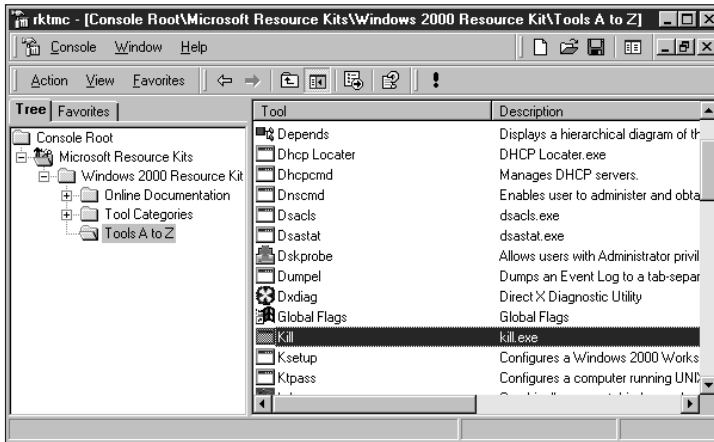 rktmc - [Console Root\Microsoft Resource Kits\Windows 2000 Resource Kit\Tools A to Z]
Console Window Help
Action View Favorites
Tree Favorites
Tool Description
Console Root
Microsoft Resource Kits
Windows 2000 Resource Kit
Online Documentation
Tool Categories
Tools A to Z
Depends Displays a hierarchical diagram of th
Dhcp Locater DHCP Locater.exe
Dhcpcmd Manages DHCP servers.
Dnscmd Enables user to administer and obta
Dsacls dsacls.exe
Dsastat dsastat.exe
Dskprobe Allows users with Administrator privil
Dumpel Dumps an Event Log to a tab-separ
Dxdiag Direct X Diagnostic Utility
Global Flags Global Flags
Kill kill.exe
Ksetup Configures a Windows 2000 Works
Ktpass Configures a computer running UNI